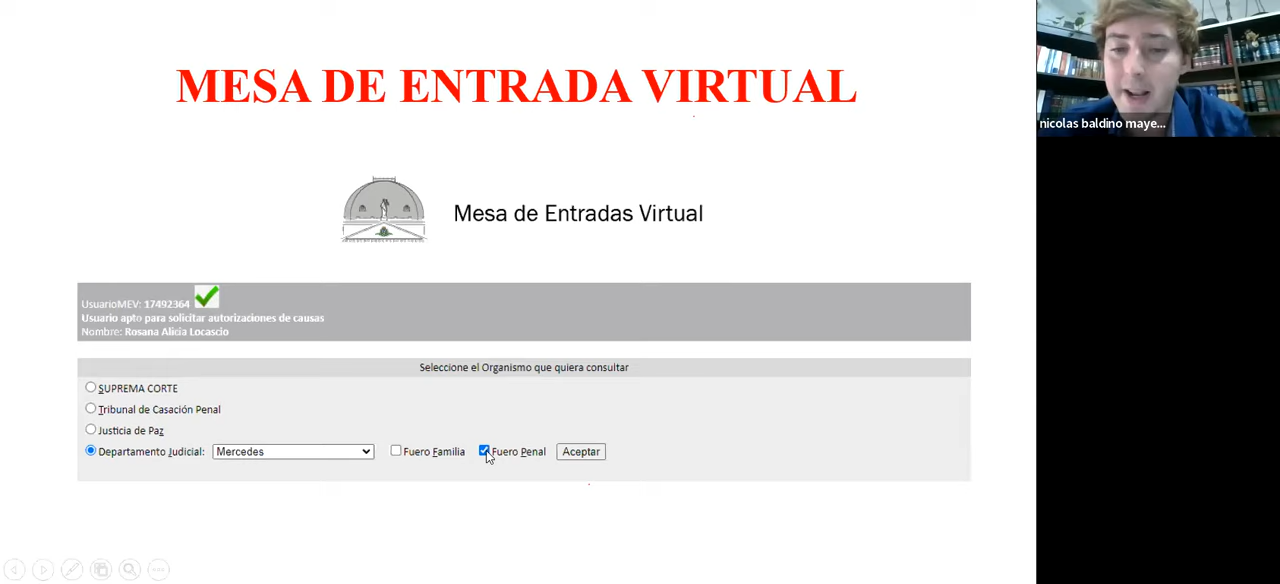 MESA DE ENTRADA VIRTUAL
nicolas baldino maye...
Mesa de Entradas Virtual
UsuarioMEV: 17492364
Usuario apto para solicitar autorizaciones de causas
Nombre: Rosana Alicia Locascio
Seleccione el Organismo que quiera consultar
SUPREMA CORTE
Tribunal de Casación Penal
Justicia de Paz
Departamento Judicial: Mercedes Fuero Familia Fuero Penal Aceptar